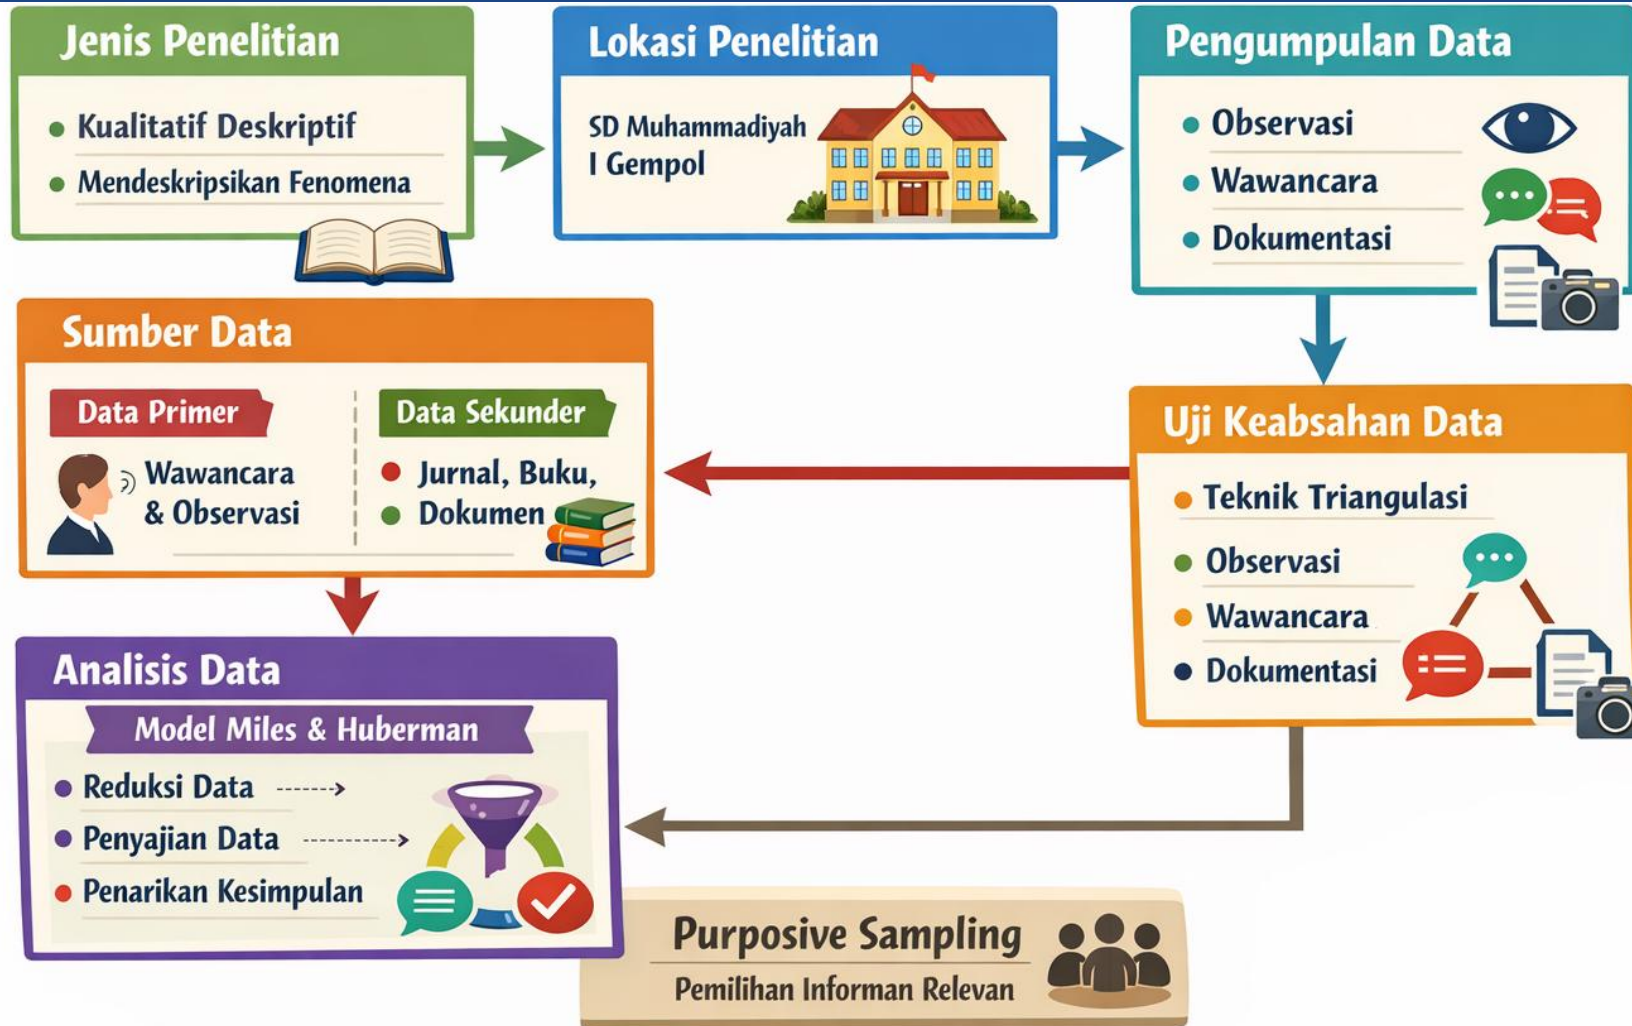 Jenis Penelitian
Kualitatif Deskriptif
Mendeskripsikan Fenomena
Lokasi Penelitian
SD Muhammadiyah
I Gempol
Pengumpulan Data
Observasi
Wawancara
Dokumentasi
Sumber Data
Data Primer
Wawancara
& Observasi
Data Sekunder
Jurnal, Buku,
Dokumen
Uji Keabsahan Data
Teknik Triangulasi
Observasi
Wawancara
Dokumentasi
Analisis Data
Model Miles & Huberman
Reduksi Data
Penyajian Data
Penarikan Kesimpulan
Purposive Sampling
Pemilihan Informan Relevan